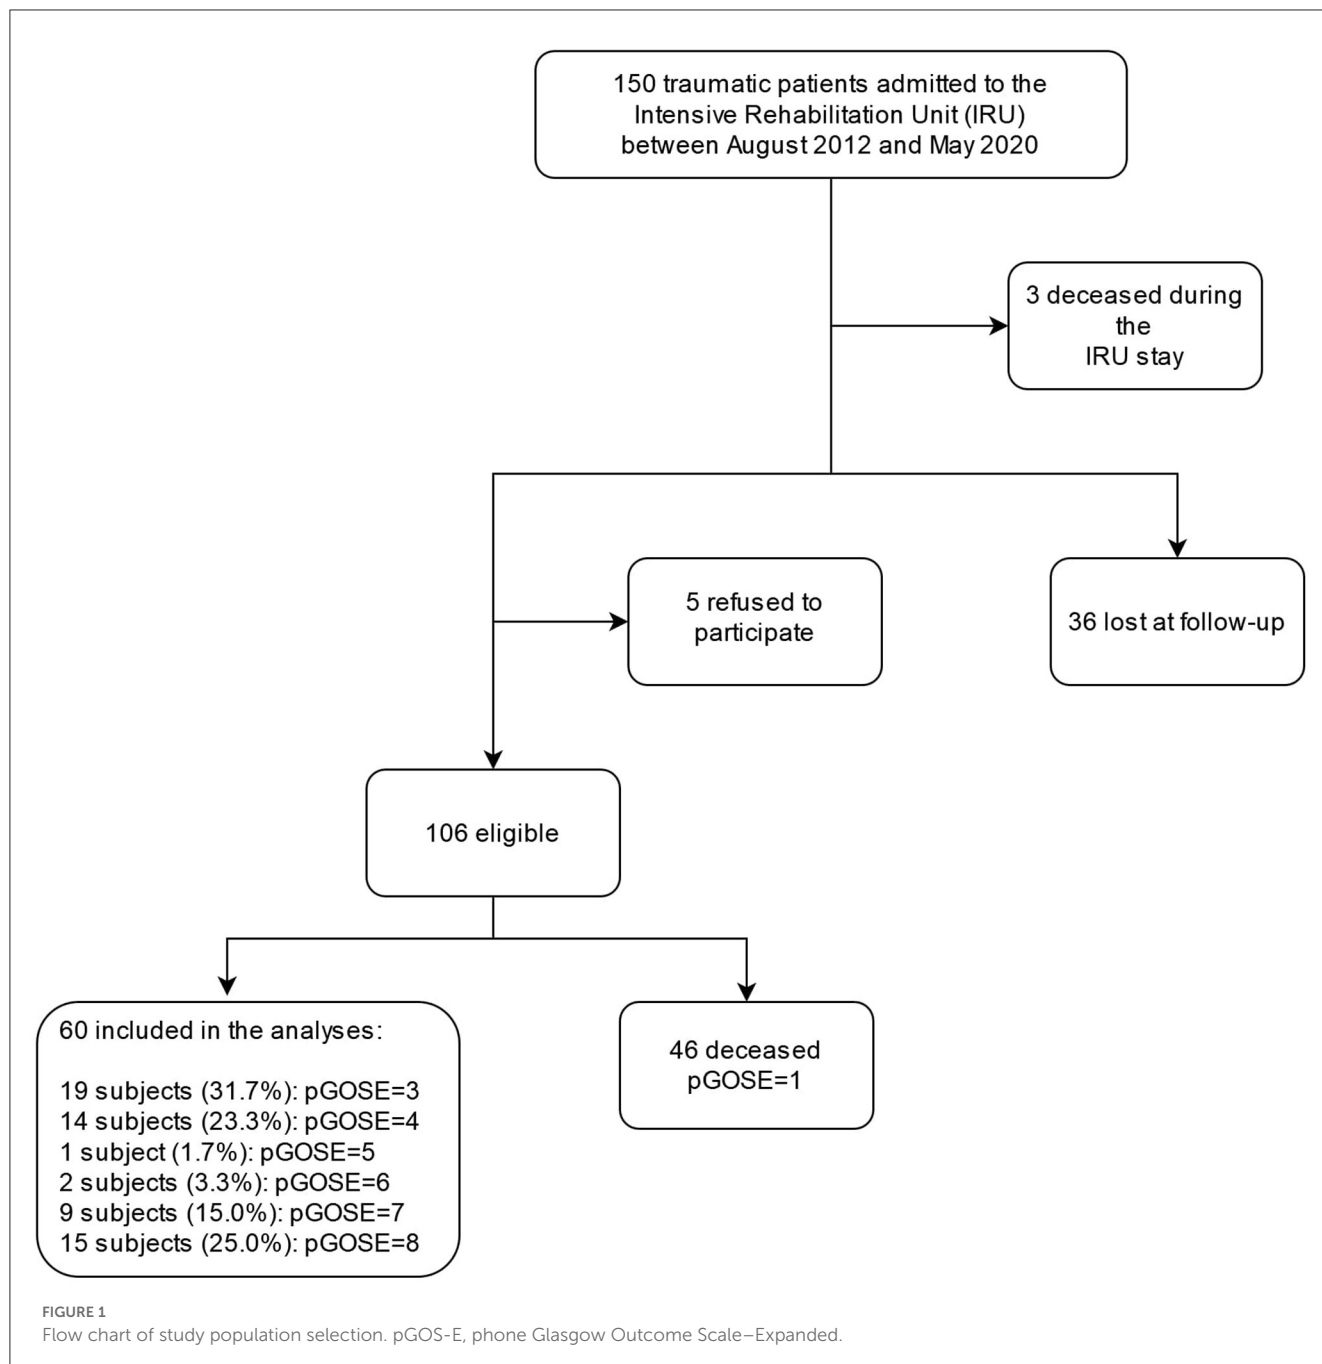 150 traumatic patients admitted to the
Intensive Rehabilitation Unit (IRU)
between August 2012 and May 2020
3 deceased during
the
IRU stay
5 refused to
participate
36 lost at follow-up
106 eligible
60 included in the analyses:
19 subjects (31.7%): pGOSE=3
14 subjects (23.3%): pGOSE=4
1 subject (1.7%): pGOSE=5
2 subjects (3.3%): pGOSE=6
9 subjects (15.0%): pGOSE=7
15 subjects (25.0%): pGOSE=8
46 deceased
pGOSE=1
FIGURE 1
Flow chart of study population selection. pGOS-E, phone Glasgow Outcome Scale–Expanded.